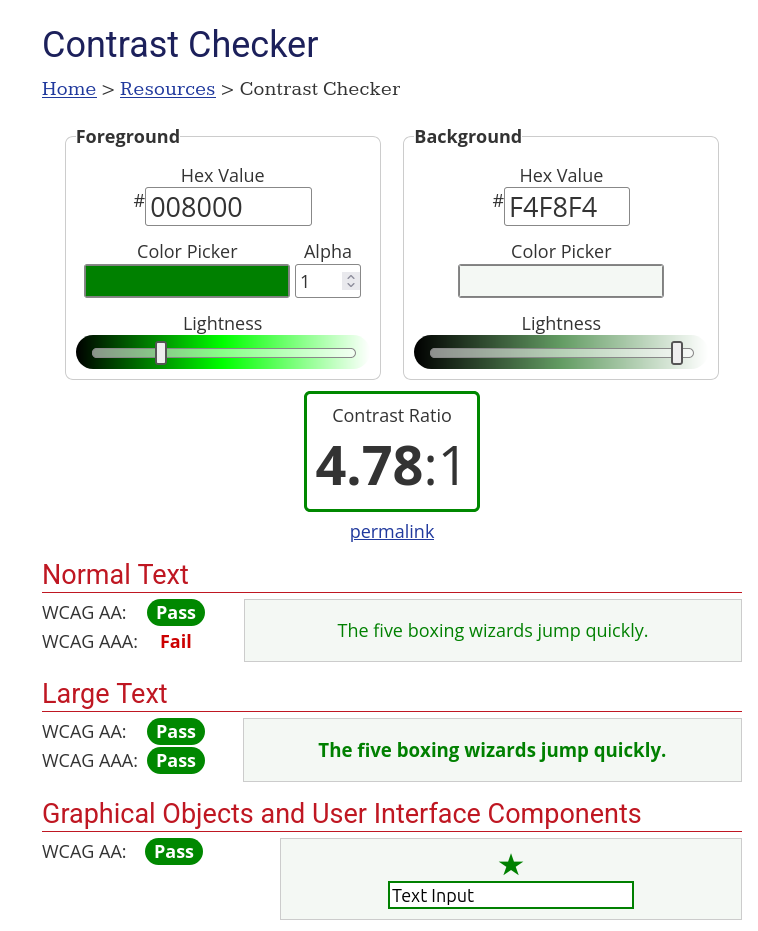 Contrast Checker
Home > Resources > Contrast Checker
Foreground
Hex Value
#008000
Color Picker Alpha
1
Lightness
Background
Hex Value
#F4F8F4
Color Picker
Lightness
Contrast Ratio
4.78:1
permalink
Normal Text
WCAG AA: Pass
WCAG AAA: Fail
The five boxing wizards jump quickly.
Large Text
WCAG AA: Pass
WCAG AAA: Pass
The five boxing wizards jump quickly.
Graphical Objects and User Interface Components
WCAG AA: Pass
★
Text Input